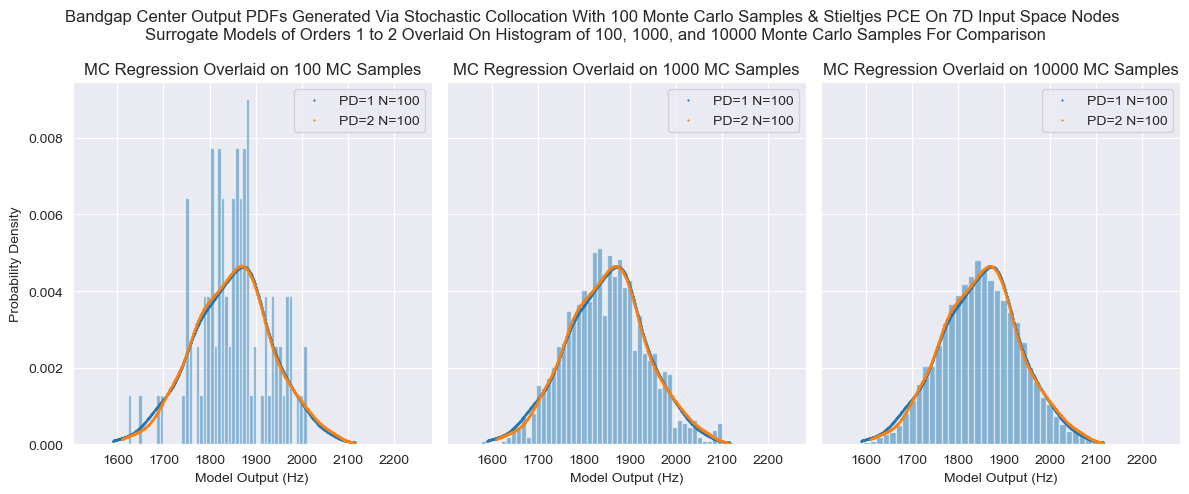 Bandgap Center Output PDFs Generated Via Stochastic Collocation With 100 Monte Carlo Samples & Stieltjes PCE On 7D Input Space Nodes
Surrogate Models of Orders 1 to 2 Overlaid On Histogram of 100, 1000, and 10000 Monte Carlo Samples For Comparison
MC Regression Overlaid on 100 MC Samples
PD=1 N=100
PD=2 N=100
0.008
0.006
0.004
0.002
0.000
Probability Density
1600 1700 1800 1900 2000 2100 2200
Model Output (Hz)
MC Regression Overlaid on 1000 MC Samples
PD=1 N=100
PD=2 N=100
1600 1700 1800 1900 2000 2100 2200
Model Output (Hz)
MC Regression Overlaid on 10000 MC Samples
PD=1 N=100
PD=2 N=100
1600 1700 1800 1900 2000 2100 2200
Model Output (Hz)